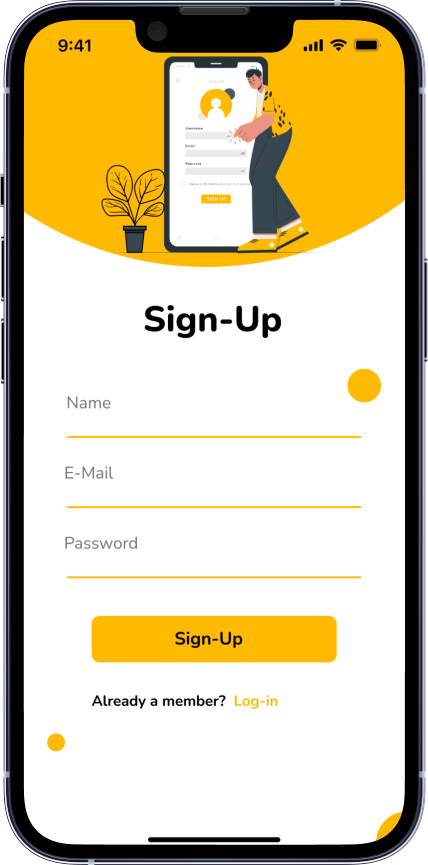 9:41
SIGN - UP
Username
Email
Password
SIGN UP
Sign-Up
Name
E-Mail
Password
Sign-Up
Already a member? Log-in